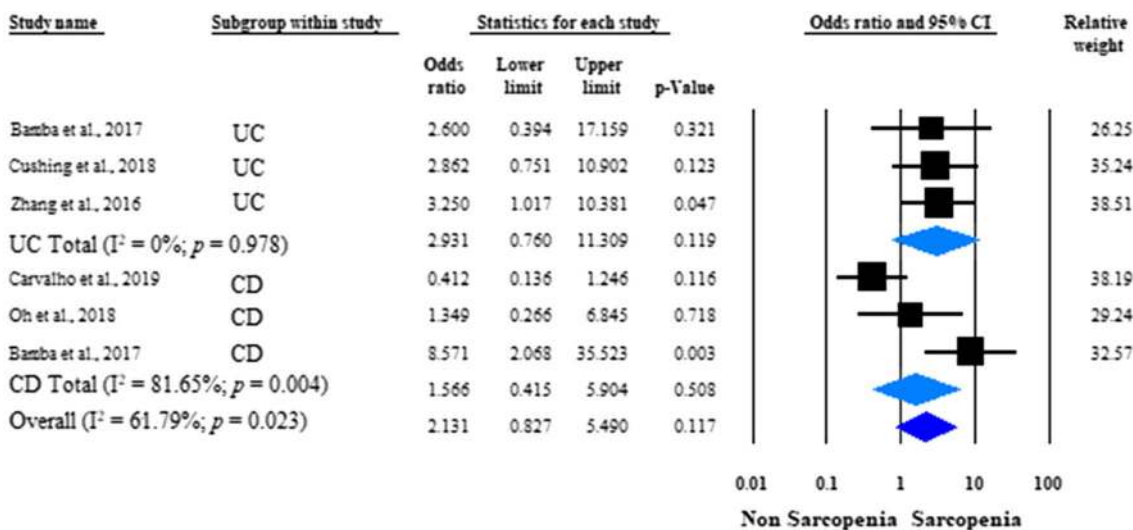 Study name Subgroup within study Statistics for each study Odds ratio and 95% CI Relative weight
Odds ratio Lower limit Upper limit p-Value
Bamba et al., 2017 UC 2.600 0.394 17.159 0.321 26.25
Cushing et al., 2018 UC 2.862 0.751 10.902 0.123 35.24
Zhang et al., 2016 UC 3.250 1.017 10.381 0.047 38.51
UC Total (I² = 0%; p = 0.978) 2.931 0.760 11.309 0.119
Carvalho et al., 2019 CD 0.412 0.136 1.246 0.116 38.19
Oh et al., 2018 CD 1.349 0.266 6.845 0.718 29.24
Bamba et al., 2017 CD 8.571 2.068 35.523 0.003 32.57
CD Total (I² = 81.65%; p = 0.004) 1.566 0.415 5.904 0.508
Overall (I² = 61.79%; p = 0.023) 2.131 0.827 5.490 0.117
0.01 0.1 1 10 100
Non Sarcopenia Sarcopenia